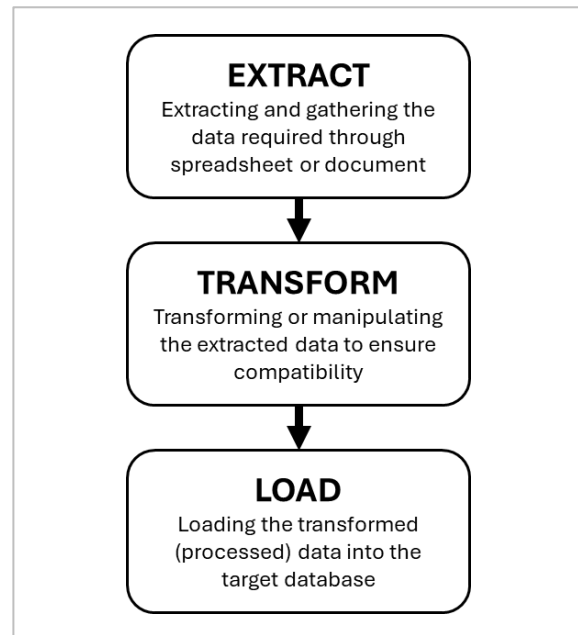 EXTRACT
Extracting and gathering the
data required through
spreadsheet or document
TRANSFORM
Transforming or manipulating
the extracted data to ensure
compatibility
LOAD
Loading the transformed
(processed) data into the
target database